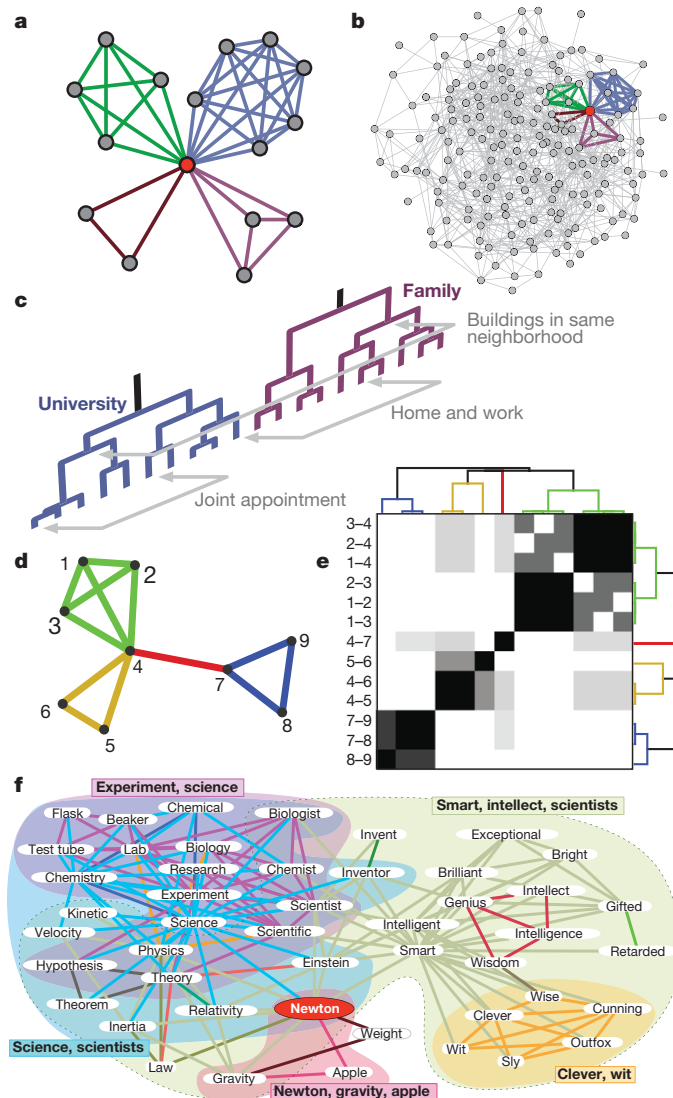 a
b
c
Family
Buildings in same
neighborhood
University
Home and work
Joint appointment
d
1
2
3
4
5
6
7
8
9
e
3–4
2–4
1–4
2–3
1–2
1–3
4–7
5–6
4–6
4–5
7–9
7–8
8–9
f
Experiment, science
Smart, intellect, scientists
Flask
Beaker
Chemical
Biologist
Invent
Exceptional
Test tube
Lab
Biology
Bright
Chemistry
Research
Chemist
Inventor
Brilliant
Experiment
Genius
Intellect
Kinetic
Science
Scientist
Gifted
Velocity
Scientific
Intelligent
Intelligence
Physics
Smart
Retarded
Hypothesis
Theory
Einstein
Wisdom
Theorem
Relativity
Newton
Wise
Cunning
Inertia
Clever
Science, scientists
Weight
Outfox
Law
Wit
Sly
Gravity
Apple
Clever, wit
Newton, gravity, apple